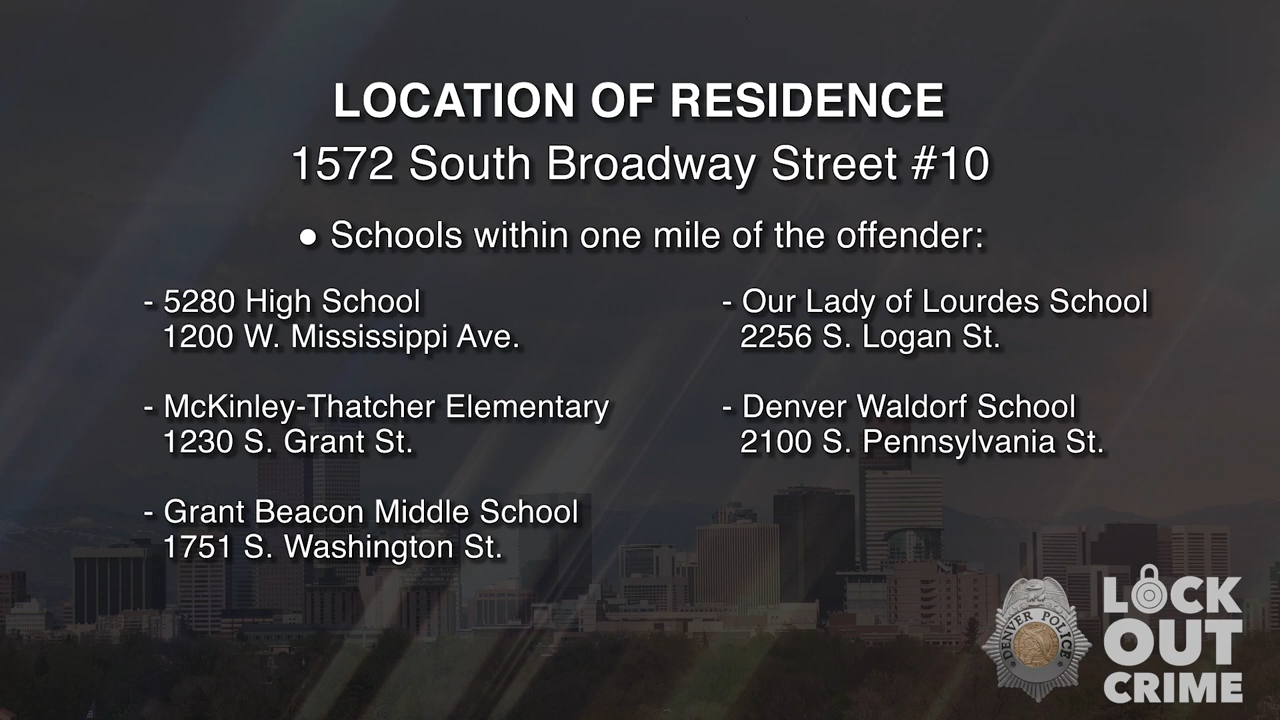 LOCATION OF RESIDENCE
1572 South Broadway Street #10
● Schools within one mile of the offender:
- 5280 High School
1200 W. Mississippi Ave.
- McKinley-Thatcher Elementary
1230 S. Grant St.
- Grant Beacon Middle School
1751 S. Washington St.
- Our Lady of Lourdes School
2256 S. Logan St.
- Denver Waldorf School
2100 S. Pennsylvania St.
DENVER POLICE
LOCK
OUT
CRIME